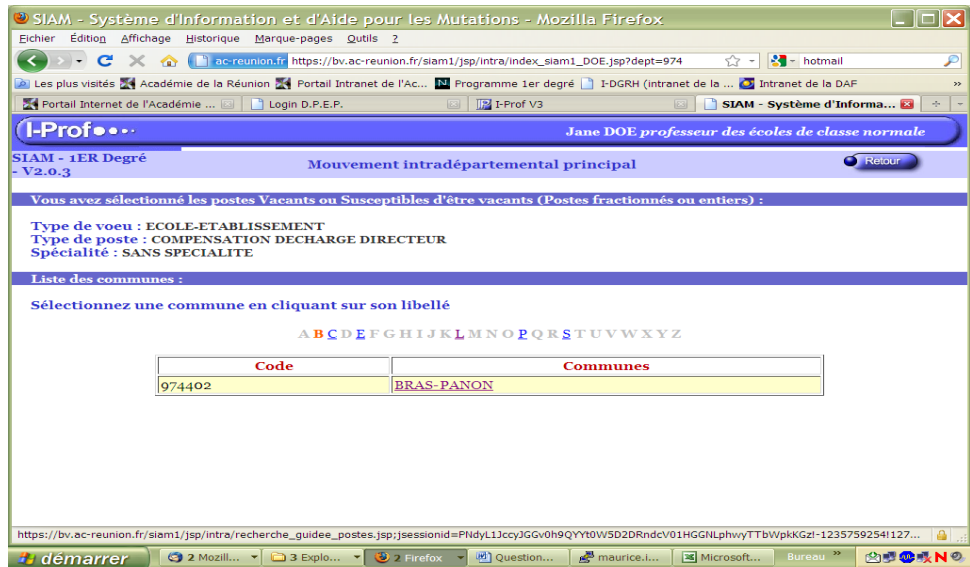 SIAM - Système d'Information et d'Aide pour les Mutations - Mozilla Firefox
Fichier Édition Affichage Historique Marque-pages Outils ?
ac-reunion.fr https://bv.ac-reunion.fr/siam1/jsp/intra/index_siam1_DOE.jsp?dept=974 hotmail
Les plus visités Académie de la Réunion Portail Intranet de l'Ac... Programme 1er degré I-DGRH (intranet de la ... Intranet de la DAF »
Portail Internet de l'Académie ... Login D.P.E.P. I-Prof V3 SIAM - Système d'Informa...
I-Prof Jane DOE professeur des écoles de classe normale
SIAM - 1ER Degré
- V2.0.3
Mouvement intradépartemental principal
Retour
Vous avez sélectionné les postes Vacants ou Susceptibles d'être vacants (Postes fractionnés ou entiers) :
Type de voeu : ECOLE-ETABLISSEMENT
Type de poste : COMPENSATION DECHARGE DIRECTEUR
Spécialité : SANS SPECIALITE
Liste des communes :
Sélectionnez une commune en cliquant sur son libellé
A B C D E F G H I J K L M N O P Q R S T U V W X Y Z
Code Communes
974402 BRAS-PANON
https://bv.ac-reunion.fr/siam1/jsp/intra/recherche_guidee_postes.jsp;jsessionid=PNdyL1JccyJGGv0h9QYYt0W5D2DRndcV01HGGNLphwyTTbWpkKGz!-1235759254!127...
démarrer 2 Mozill... 3 Explo... 2 Firefox Question... maurice.i... Microsoft... Bureau »